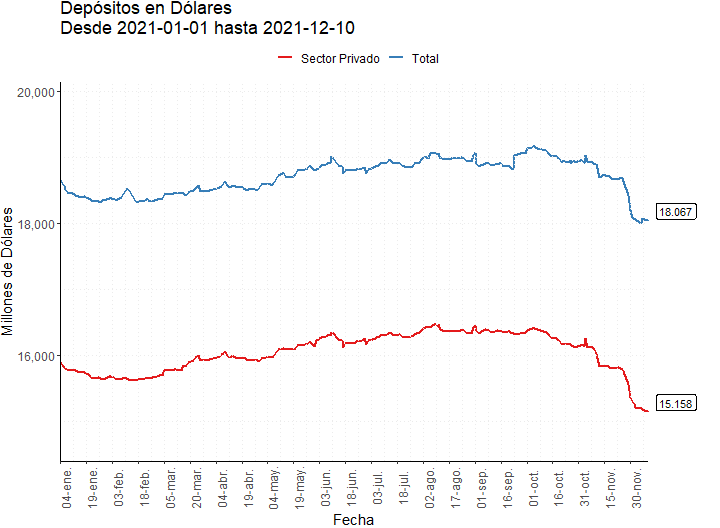 Depósitos en Dólares
Desde 2021-01-01 hasta 2021-12-10
Sector Privado
Total
Millones de Dólares
20,000
18,000
16,000
18.067
15.158
04-ene.
19-ene.
03-feb.
18-feb.
05-mar.
20-mar.
04-abr.
19-abr.
04-may.
19-may.
03-jun.
18-jun.
03-jul.
18-jul.
02-ago.
17-ago.
01-sep.
16-sep.
01-oct.
16-oct.
31-oct.
15-nov.
30-nov.
Fecha